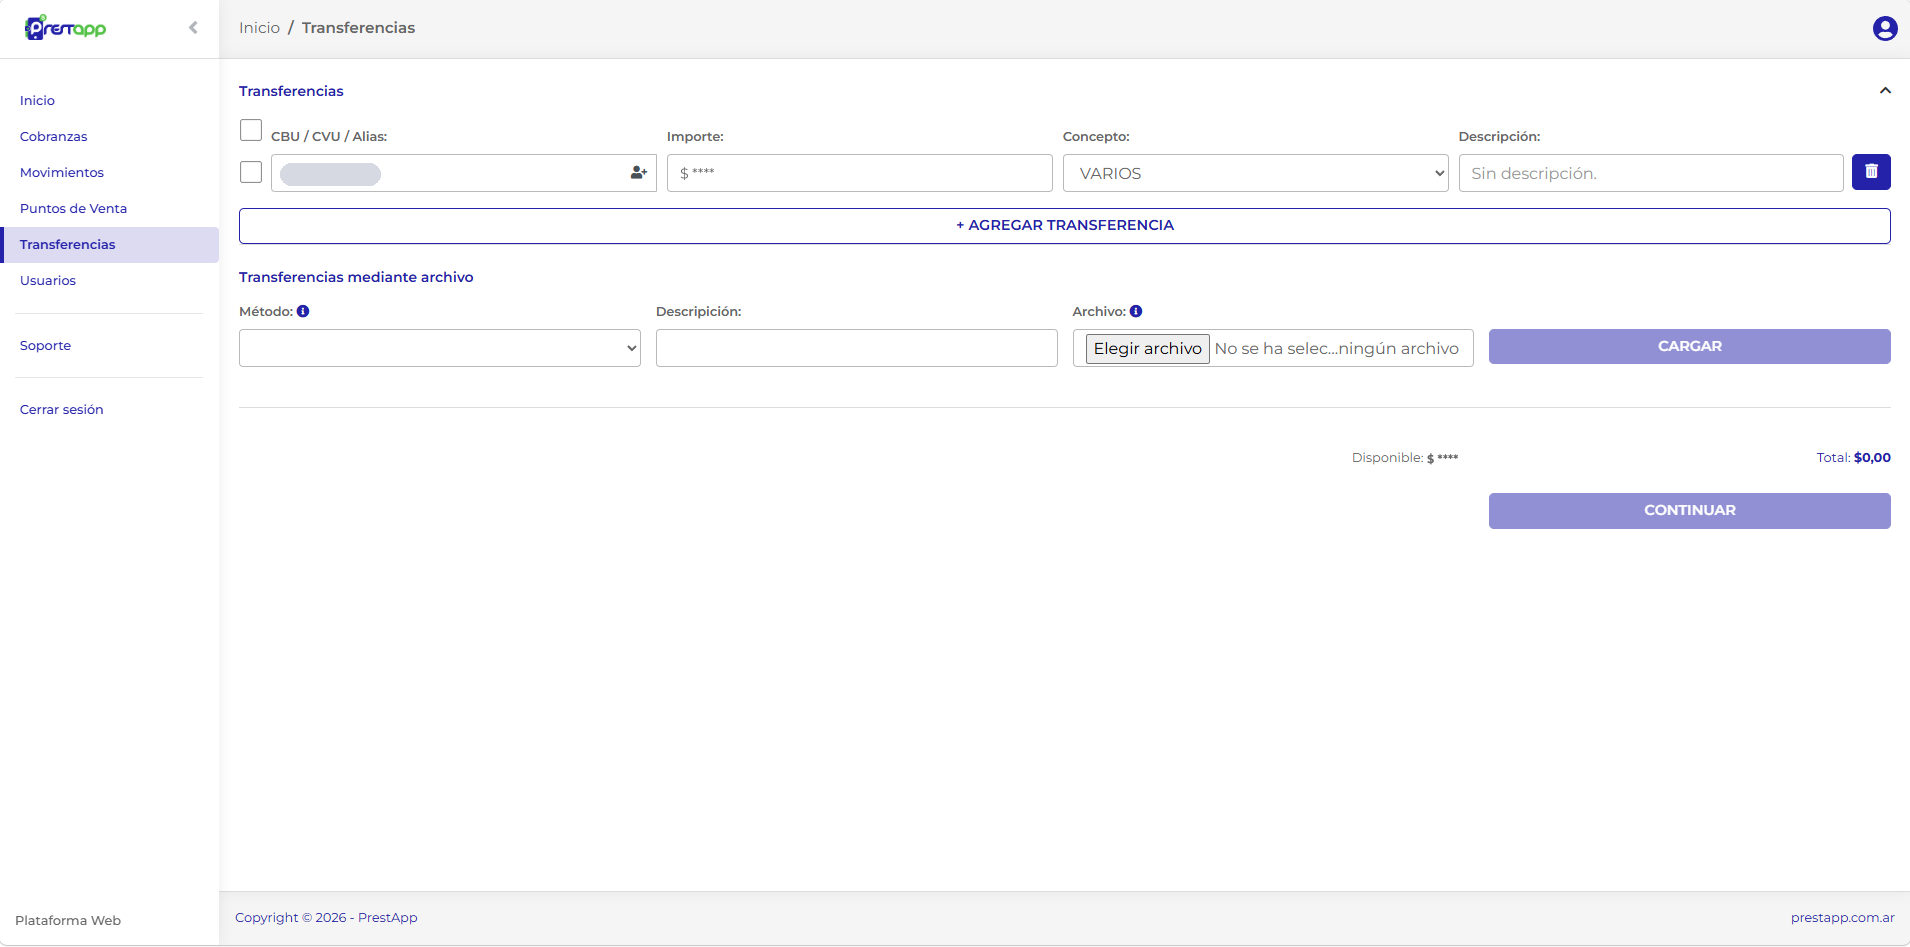 Prestapp
Inicio / Transferencias
Inicio
Cobranzas
Movimientos
Puntos de Venta
Transferencias
Usuarios
Soporte
Cerrar sesión
Plataforma Web
Transferencias
CBU / CVU / Alias:
Importe:
Concepto:
Descripción:
$ ****
VARIOS
Sin descripción.
+ AGREGAR TRANSFERENCIA
Transferencias mediante archivo
Método:
Descripición:
Archivo:
Elegir archivo No se ha selec...ningún archivo
CARGAR
Disponible: $ ****
Total: $0,00
CONTINUAR
Copyright © 2026 - PrestApp
prestapp.com.ar